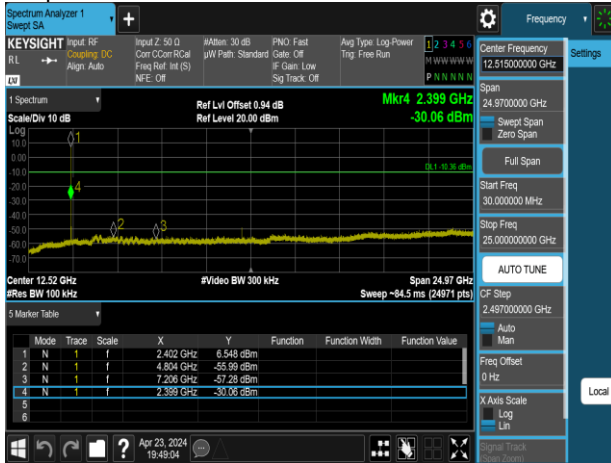 Spectrum Analyzer 1
Swept SA
+
Frequency
KEYSIGHT
RL
LXI
Input: RF
Coupling: DC
Align: Auto
Input Z: 50 Ω
Corr CCorr RCal
Freq Ref: Int (S)
NFE: Off
#Atten: 30 dB
µW Path: Standard
PNO: Fast
Gate: Off
IF Gain: Low
Sig Track: Off
Avg Type: Log-Power
Trig: Free Run
1 2 3 4 5 6
M W W W W W
P N N N N N
1 Spectrum
Scale/Div 10 dB
Ref Lvl Offset 0.94 dB
Ref Level 20.00 dBm
Mkr4 2.399 GHz
-30.06 dBm
Log
10.0
0.00
-10.0
-20.0
-30.0
-40.0
-50.0
-60.0
-70.0
1
4
2
3
DL1 -10.36 dBm
Center 12.52 GHz
#Res BW 100 kHz
#Video BW 300 kHz
Span 24.97 GHz
Sweep ~84.5 ms (24971 pts)
5 Marker Table
Mode Trace Scale X Y Function Function Width Function Value
1 N 1 f 2.402 GHz 6.548 dBm
2 N 1 f 4.804 GHz -55.99 dBm
3 N 1 f 7.206 GHz -57.28 dBm
4 N 1 f 2.399 GHz -30.06 dBm
5
6
?
Apr 23, 2024
19:49:04
Center Frequency
12.515000000 GHz
Span
24.9700000 GHz
Swept Span
Zero Span
Full Span
Start Freq
30.000000 MHz
Stop Freq
25.000000000 GHz
AUTO TUNE
CF Step
2.497000000 GHz
Auto
Man
Freq Offset
0 Hz
X Axis Scale
Log
Lin
Signal Track
(Span Zoom)
Settings
Local